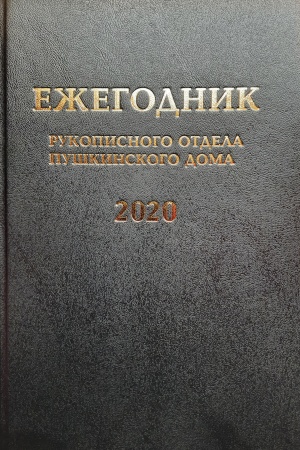 ЕЖЕГОДНИК
РУКОПИСНОГО ОТДЕЛА
ПУШКИНСКОГО ДОМА
2020